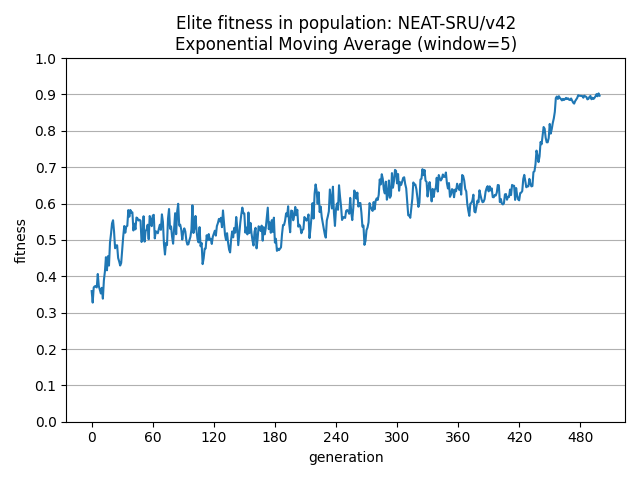 Elite fitness in population: NEAT-SRU/v42
Exponential Moving Average (window=5)
fitness
1.0
0.9
0.8
0.7
0.6
0.5
0.4
0.3
0.2
0.1
0.0
0 60 120 180 240 300 360 420 480
generation